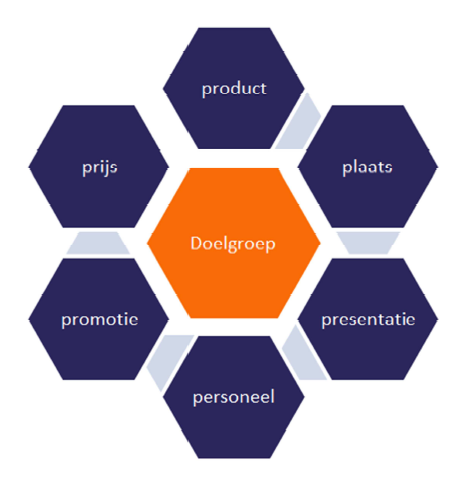 product
prijs
plaats
Doelgroep
promotie
presentatie
personeel